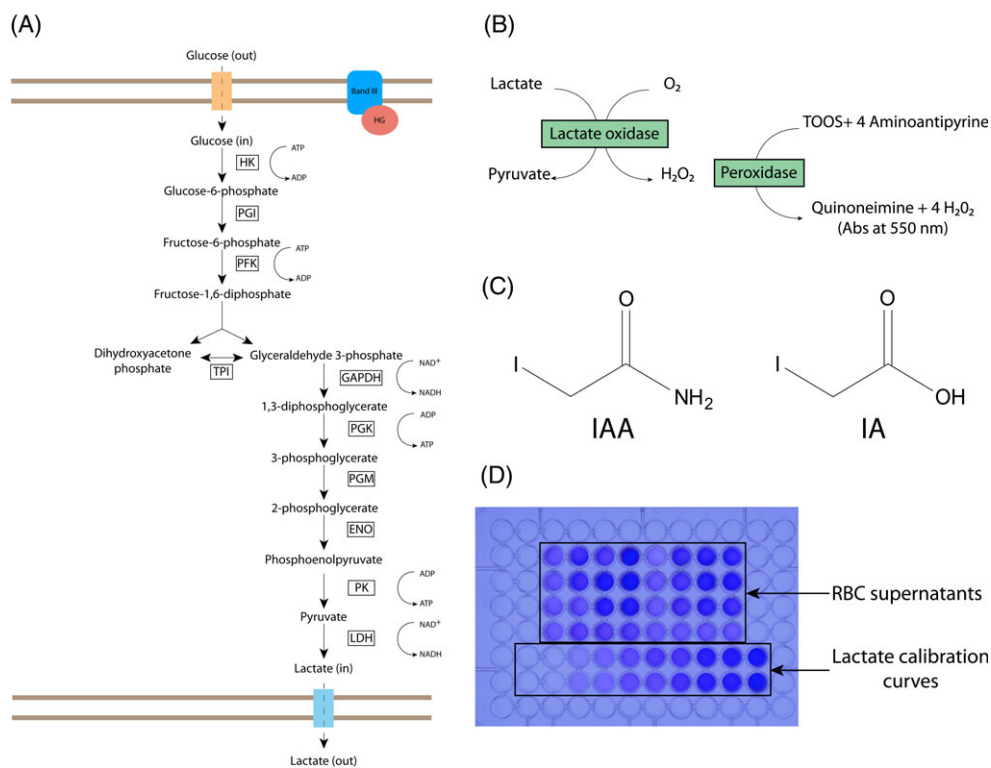 (A)
Glucose (out)
Band III
HG
Glucose (in)
HK
ATP
ADP
Glucose-6-phosphate
PGI
Fructose-6-phosphate
PFK
ATP
ADP
Fructose-1,6-diphosphate
Dihydroxyacetone
phosphate
TPI
Glyceraldehyde 3-phosphate
GAPDH
NAD⁺
NADH
1,3-diphosphoglycerate
PGK
ADP
ATP
3-phosphoglycerate
PGM
2-phosphoglycerate
ENO
Phosphoenolpyruvate
PK
ADP
ATP
Pyruvate
LDH
NAD⁺
NADH
Lactate (in)
Lactate (out)
(B)
Lactate
O₂
Lactate oxidase
Pyruvate
H₂O₂
TOOS+ 4 Aminoantipyrine
Peroxidase
Quinoneimine + 4 H₂0₂
(Abs at 550 nm)
(C)
O
I
NH₂
IAA
O
I
OH
IA
(D)
RBC supernatants
Lactate calibration
curves